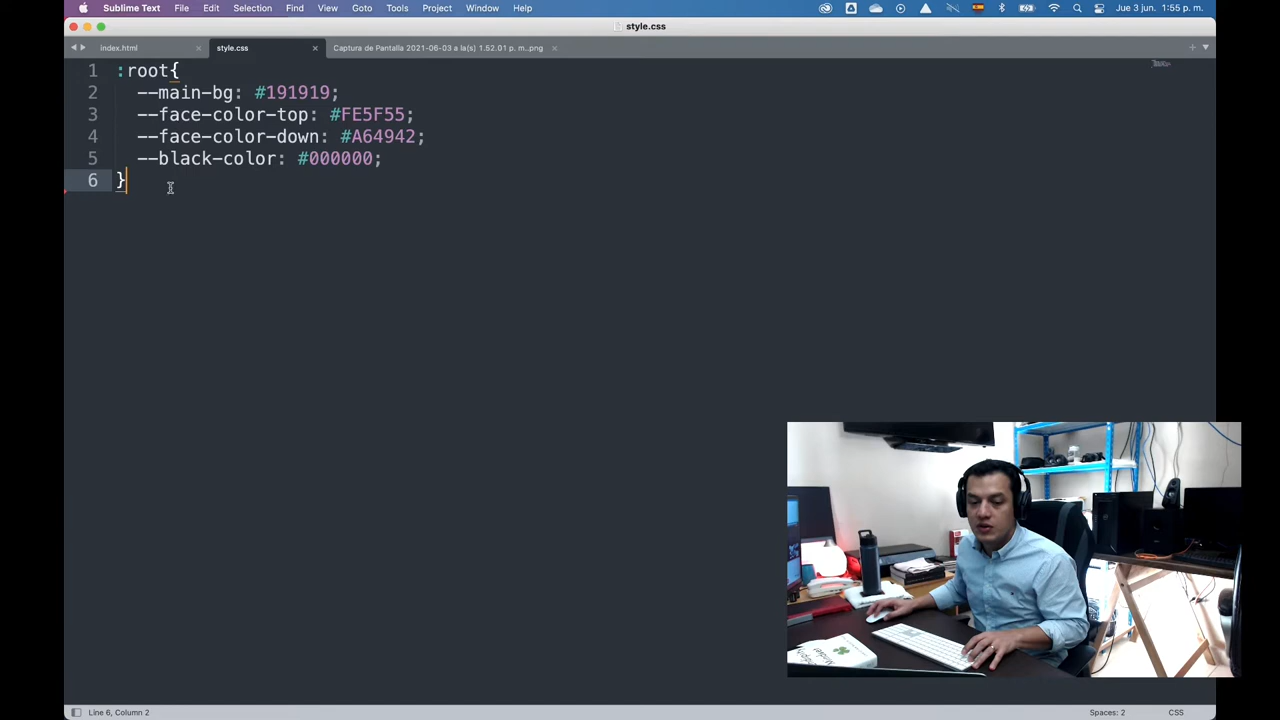 Sublime Text File Edit Selection Find View Goto Tools Project Window Help Jue 3 jun. 1:55 p. m.
style.css
index.html style.css Captura de Pantalla 2021-06-03 a la(s) 1.52.01 p. m..png
1 :root{
2 --main-bg: #191919;
3 --face-color-top: #FE5F55;
4 --face-color-down: #A64942;
5 --black-color: #000000;
6 }
Line 6, Column 2 Spaces: 2 CSS